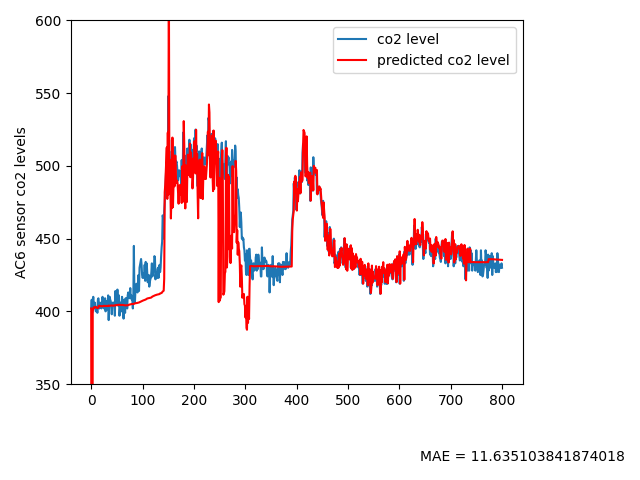 600
550
500
450
400
350
AC6 sensor co2 levels
co2 level
predicted co2 level
0 100 200 300 400 500 600 700 800
MAE = 11.635103841874018